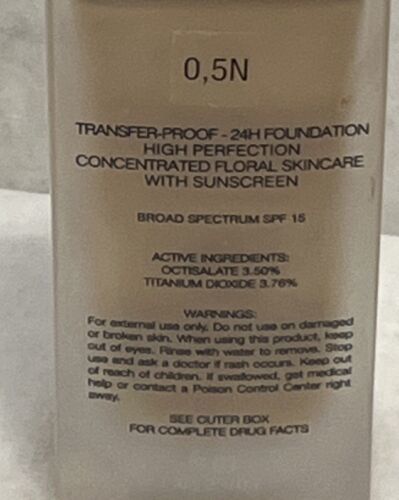 0,5N
TRANSFER-PROOF - 24H FOUNDATION
HIGH PERFECTION
CONCENTRATED FLORAL SKINCARE
WITH SUNSCREEN
BROAD SPECTRUM SPF 15
ACTIVE INGREDIENTS:
OCTISALATE 3.50%
TITANIUM DIOXIDE 3.76%
WARNINGS:
For external use only. Do not use on damaged
or broken skin. When using this product, keep
out of eyes. Rinse with water to remove. Stop
use and ask a doctor if rash occurs. Keep out
of reach of children. If swallowed, get medical
help or contact a Poison Control Center right
away.
SEE OUTER BOX
FOR COMPLETE DRUG FACTS